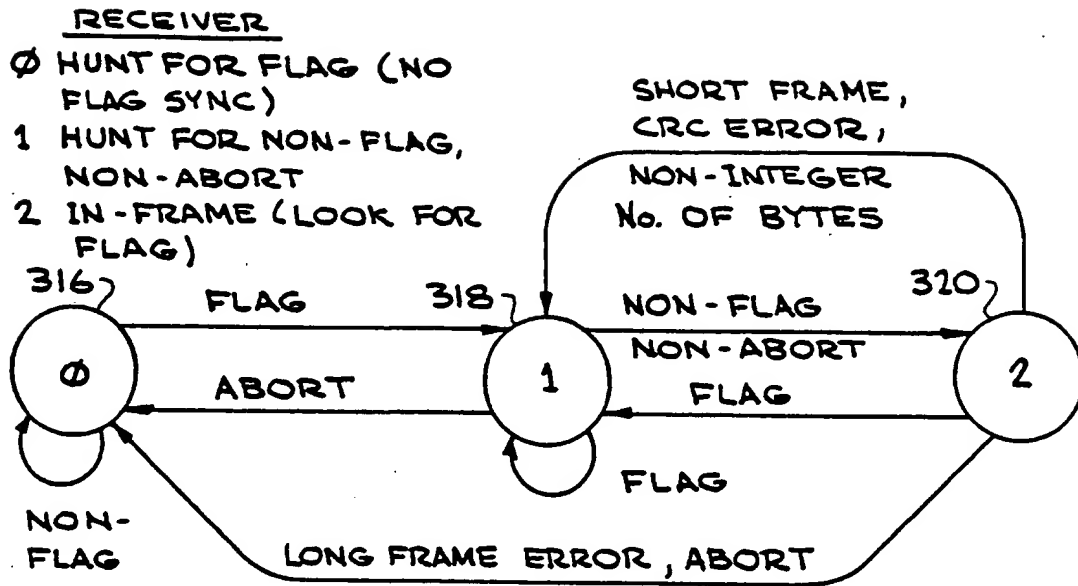 RECEIVER
Ø HUNT FOR FLAG (NO
FLAG SYNC)
1 HUNT FOR NON-FLAG,
NON-ABORT
2 IN-FRAME (LOOK FOR
FLAG)
SHORT FRAME,
CRC ERROR,
NON-INTEGER
No. OF BYTES
316
FLAG
318
NON-FLAG
NON-ABORT
320
Ø
ABORT
1
FLAG
2
NON-
FLAG
FLAG
LONG FRAME ERROR, ABORT